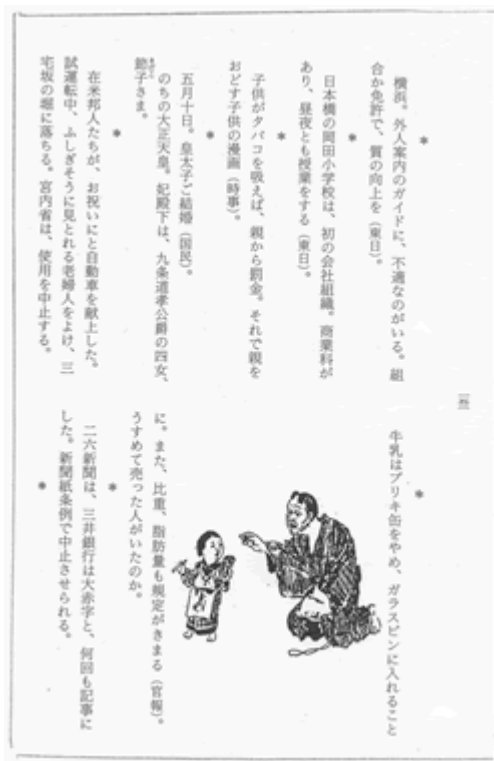 *
横浜。外人案内のガイドに、不適なのがいる。組
合か免許で、質の向上を（東日）。
*
日本橋の岡田小学校は、初の会社組織。商業科が
あり、昼夜とも授業をする（東日）。
*
子供がタバコを吸えば、親から罰金。それで親を
おどす子供の漫画（時事）。
*
五月十日。皇太子ご結婚（国民）。
のちの大正天皇。妃殿下は、九条道孝公爵の四女、
節子さま。
*
在米邦人たちが、お祝いにと自動車を献上した。
試運転中、ふしぎそうに見とれる老婦人をよけ、三
宅坂の堀に落ちる。宮内省は、使用を中止する。
*
牛乳はブリキ缶をやめ、ガラスビンに入れること
に。また、比重、脂肪量も規定がきまる（官報）。
うすめて売った人がいたのか。
*
二六新聞は、三井銀行は大赤字と、何回も記事に
した。新聞紙条例で中止させられる。
*